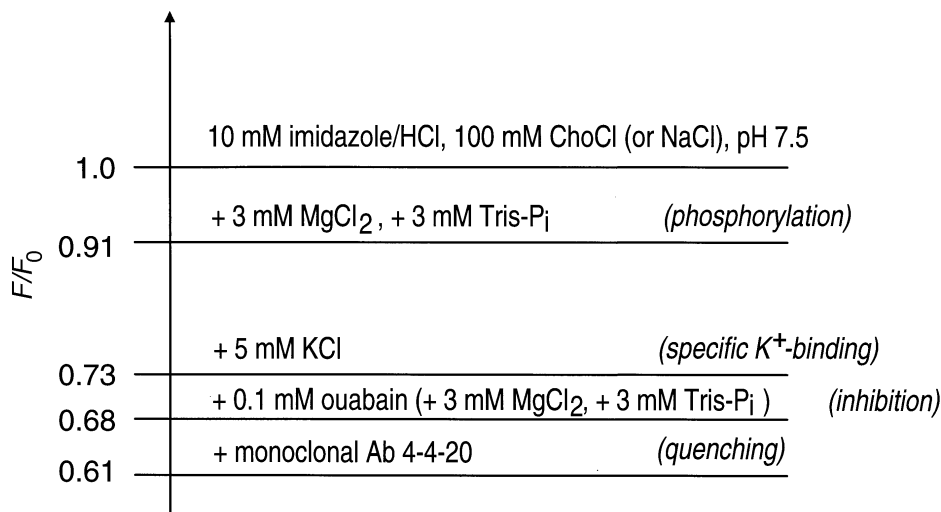 10 mM imidazole/HCl, 100 mM ChoCl (or NaCl), pH 7.5
1.0
+ 3 mM MgCl₂, + 3 mM Tris-Pᵢ (phosphorylation)
0.91
F/F₀
+ 5 mM KCl (specific K⁺-binding)
0.73
+ 0.1 mM ouabain (+ 3 mM MgCl₂, + 3 mM Tris-Pᵢ ) (inhibition)
0.68
+ monoclonal Ab 4-4-20 (quenching)
0.61